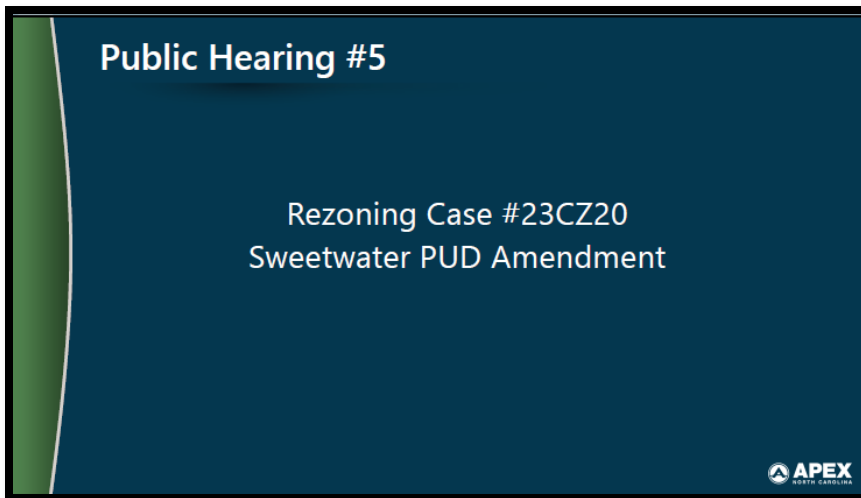 Public Hearing #5
Rezoning Case #23CZ20
Sweetwater PUD Amendment
APEX
NORTH CAROLINA